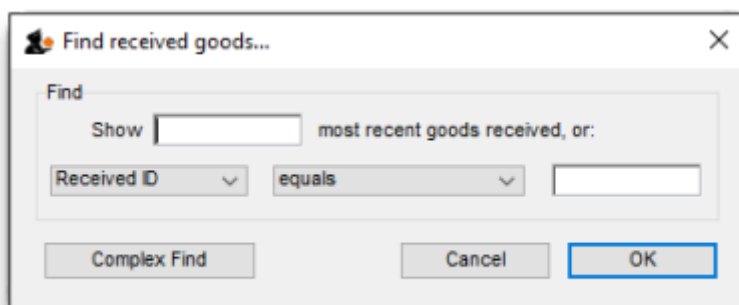 Find received goods...
Find
Show most recent goods received, or:
Received ID equals
Complex Find Cancel OK